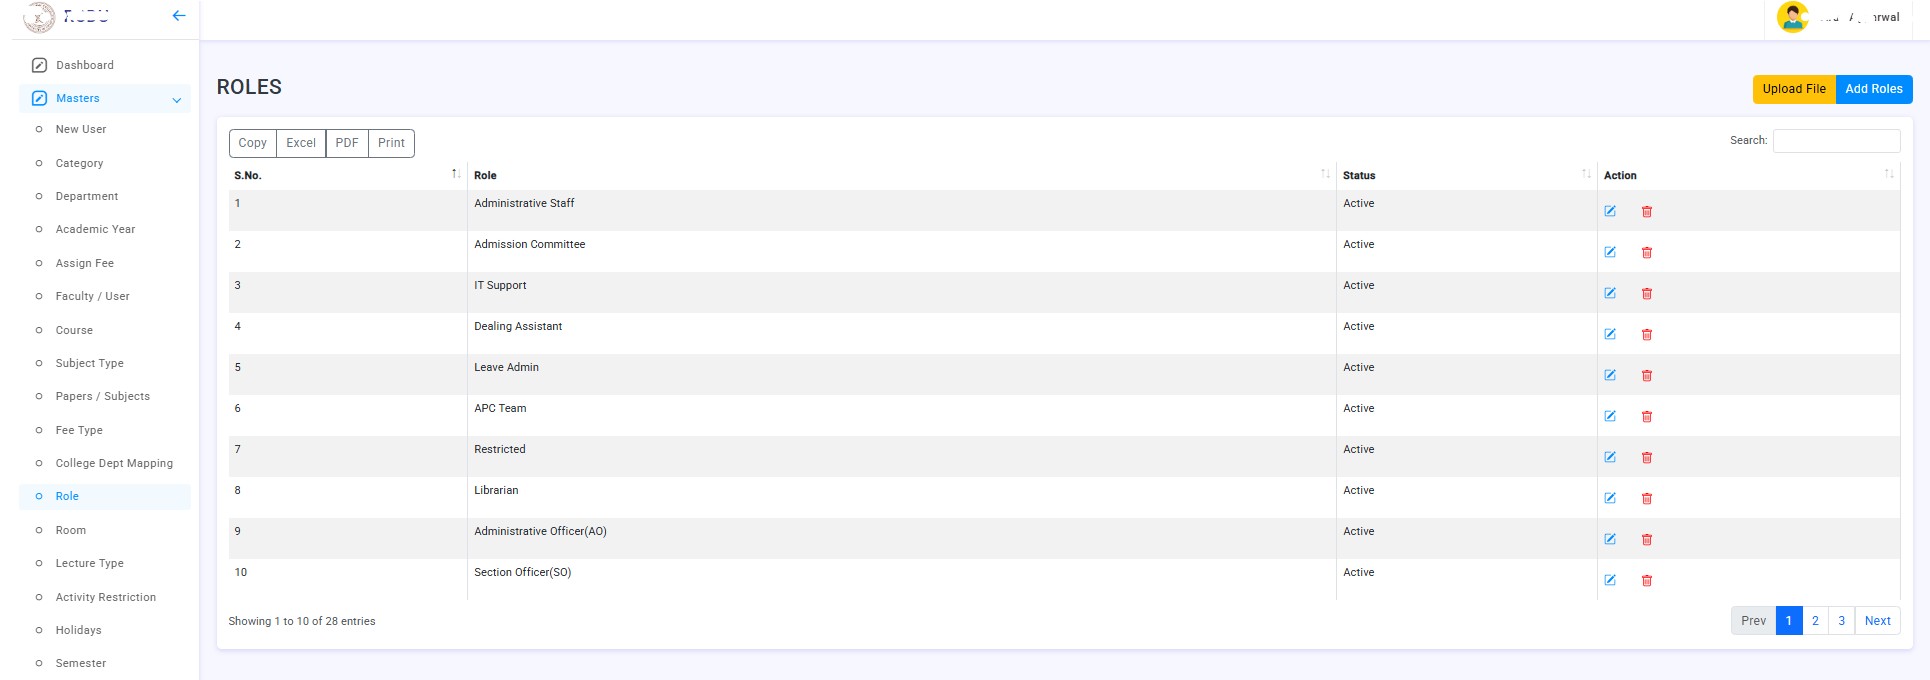 Dashboard
Masters
New User
Category
Department
Academic Year
Assign Fee
Faculty / User
Course
Subject Type
Papers / Subjects
Fee Type
College Dept Mapping
Role
Room
Lecture Type
Activity Restriction
Holidays
Semester
ROLES
Upload File Add Roles
Copy Excel PDF Print
Search:
S.No. Role Status Action
1 Administrative Staff Active
2 Admission Committee Active
3 IT Support Active
4 Dealing Assistant Active
5 Leave Admin Active
6 APC Team Active
7 Restricted Active
8 Librarian Active
9 Administrative Officer(AO) Active
10 Section Officer(SO) Active
Showing 1 to 10 of 28 entries
Prev 1 2 3 Next